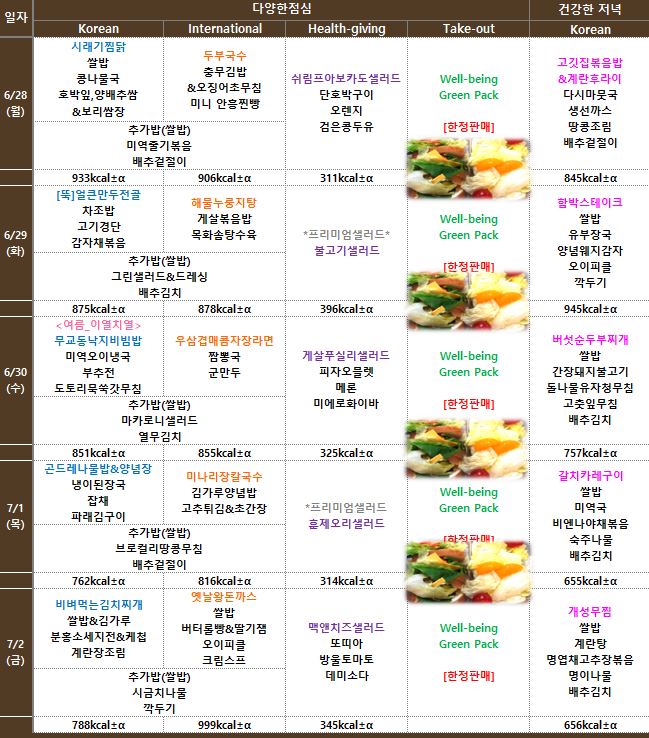 일자
다양한점심
건강한 저녁
Korean
International
Health-giving
Take-out
Korean
6/28
(월)
시래기찜닭
쌀밥
콩나물국
호박잎,양배추쌈
&보리쌈장
두부국수
충무김밥
&오징어초무침
미니 안흥찐빵
추가밥(쌀밥)
미역줄기볶음
배추겉절이
쉬림프아보카도샐러드
단호박구이
오렌지
검은콩두유
Well-being
Green Pack
[한정판매]
고깃집볶음밥
&계란후라이
다시마뭇국
생선까스
땅콩조림
배추겉절이
933kcal±α
906kcal±α
311kcal±α
845kcal±α
6/29
(화)
[뚝]얼큰만두전골
차조밥
고기경단
감자채볶음
해물누룽지탕
게살볶음밥
목화솜탕수육
추가밥(쌀밥)
그린샐러드&드레싱
배추김치
*프리미엄샐러드*
불고기샐러드
Well-being
Green Pack
[한정판매]
함박스테이크
쌀밥
유부장국
양념웨지감자
오이피클
깍두기
875kcal±α
878kcal±α
396kcal±α
945kcal±α
6/30
(수)
<여름_이열치열>
무교동낙지비빔밥
미역오이냉국
부추전
도토리묵쑥갓무침
우삼겹매콤자장라면
짬뽕국
군만두
추가밥(쌀밥)
마카로니샐러드
열무김치
게살푸실리샐러드
피자오믈렛
메론
미에로화이바
Well-being
Green Pack
[한정판매]
버섯순두부찌개
쌀밥
간장돼지불고기
돌나물유자청무침
고춧잎무침
배추김치
851kcal±α
855kcal±α
325kcal±α
757kcal±α
7/1
(목)
곤드레나물밥&양념장
냉이된장국
잡채
파래김구이
미나리장칼국수
김가루양념밥
고추튀김&초간장
추가밥(쌀밥)
브로컬리땅콩무침
배추겉절이
*프리미엄샐러드
훈제오리샐러드
Well-being
Green Pack
[한정판매]
갈치카레구이
쌀밥
미역국
비엔나야채볶음
숙주나물
배추김치
762kcal±α
816kcal±α
314kcal±α
655kcal±α
7/2
(금)
비벼먹는김치찌개
쌀밥&김가루
분홍소세지전&케첩
계란장조림
옛날왕돈까스
쌀밥
버터롤빵&딸기잼
오이피클
크림스프
추가밥(쌀밥)
시금치나물
깍두기
맥앤치즈샐러드
또띠아
방울토마토
데미소다
Well-being
Green Pack
[한정판매]
개성무찜
쌀밥
계란탕
명엽채고추장볶음
명이나물
배추김치
788kcal±α
999kcal±α
345kcal±α
656kcal±α